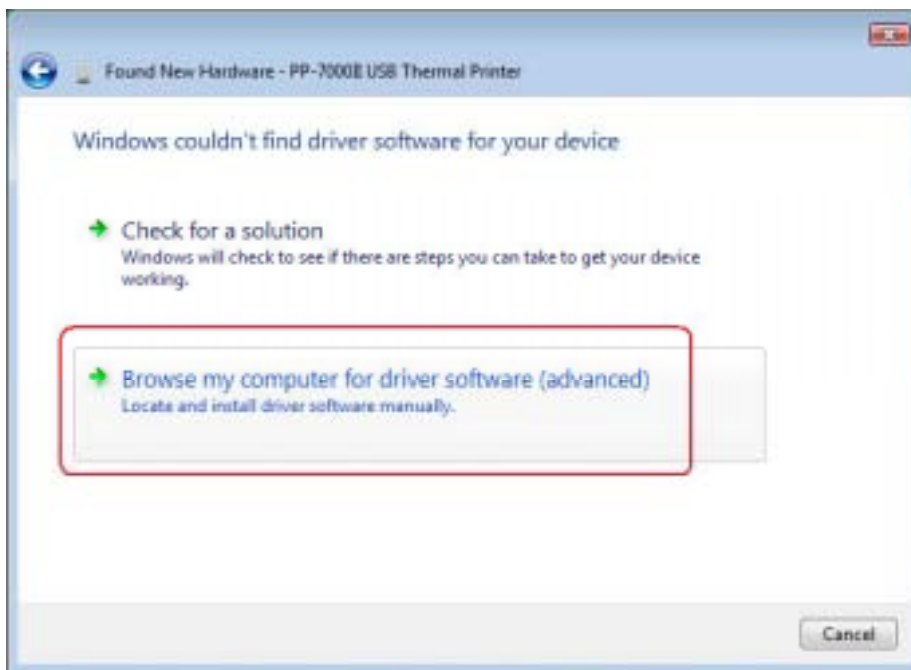 Found New Hardware - PP-7000II USB Thermal Printer
Windows couldn't find driver software for your device
Check for a solution
Windows will check to see if there are steps you can take to get your device
working.
Browse my computer for driver software (advanced)
Locate and install driver software manually.
Cancel